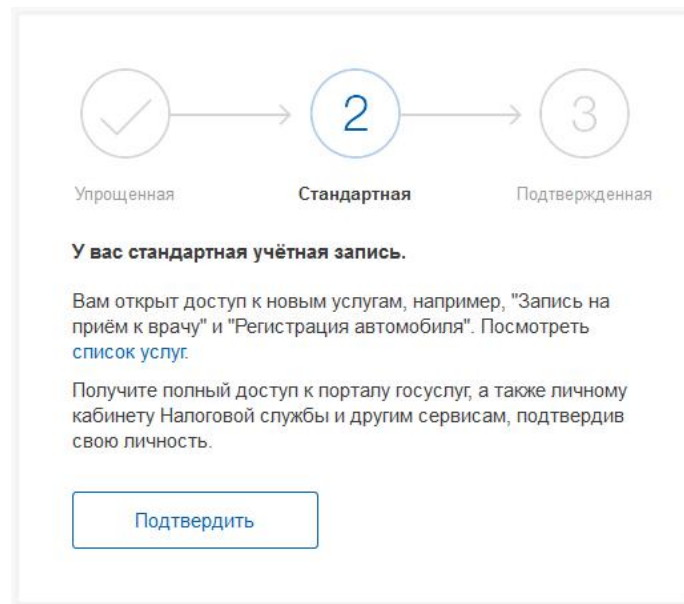 2
3
Упрощенная
Стандартная
Подтвержденная
У вас стандартная учётная запись.
Вам открыт доступ к новым услугам, например, "Запись на
приём к врачу" и "Регистрация автомобиля". Посмотреть
список услуг.
Получите полный доступ к порталу госуслуг, а также личному
кабинету Налоговой службы и другим сервисам, подтвердив
свою личность.
Подтвердить